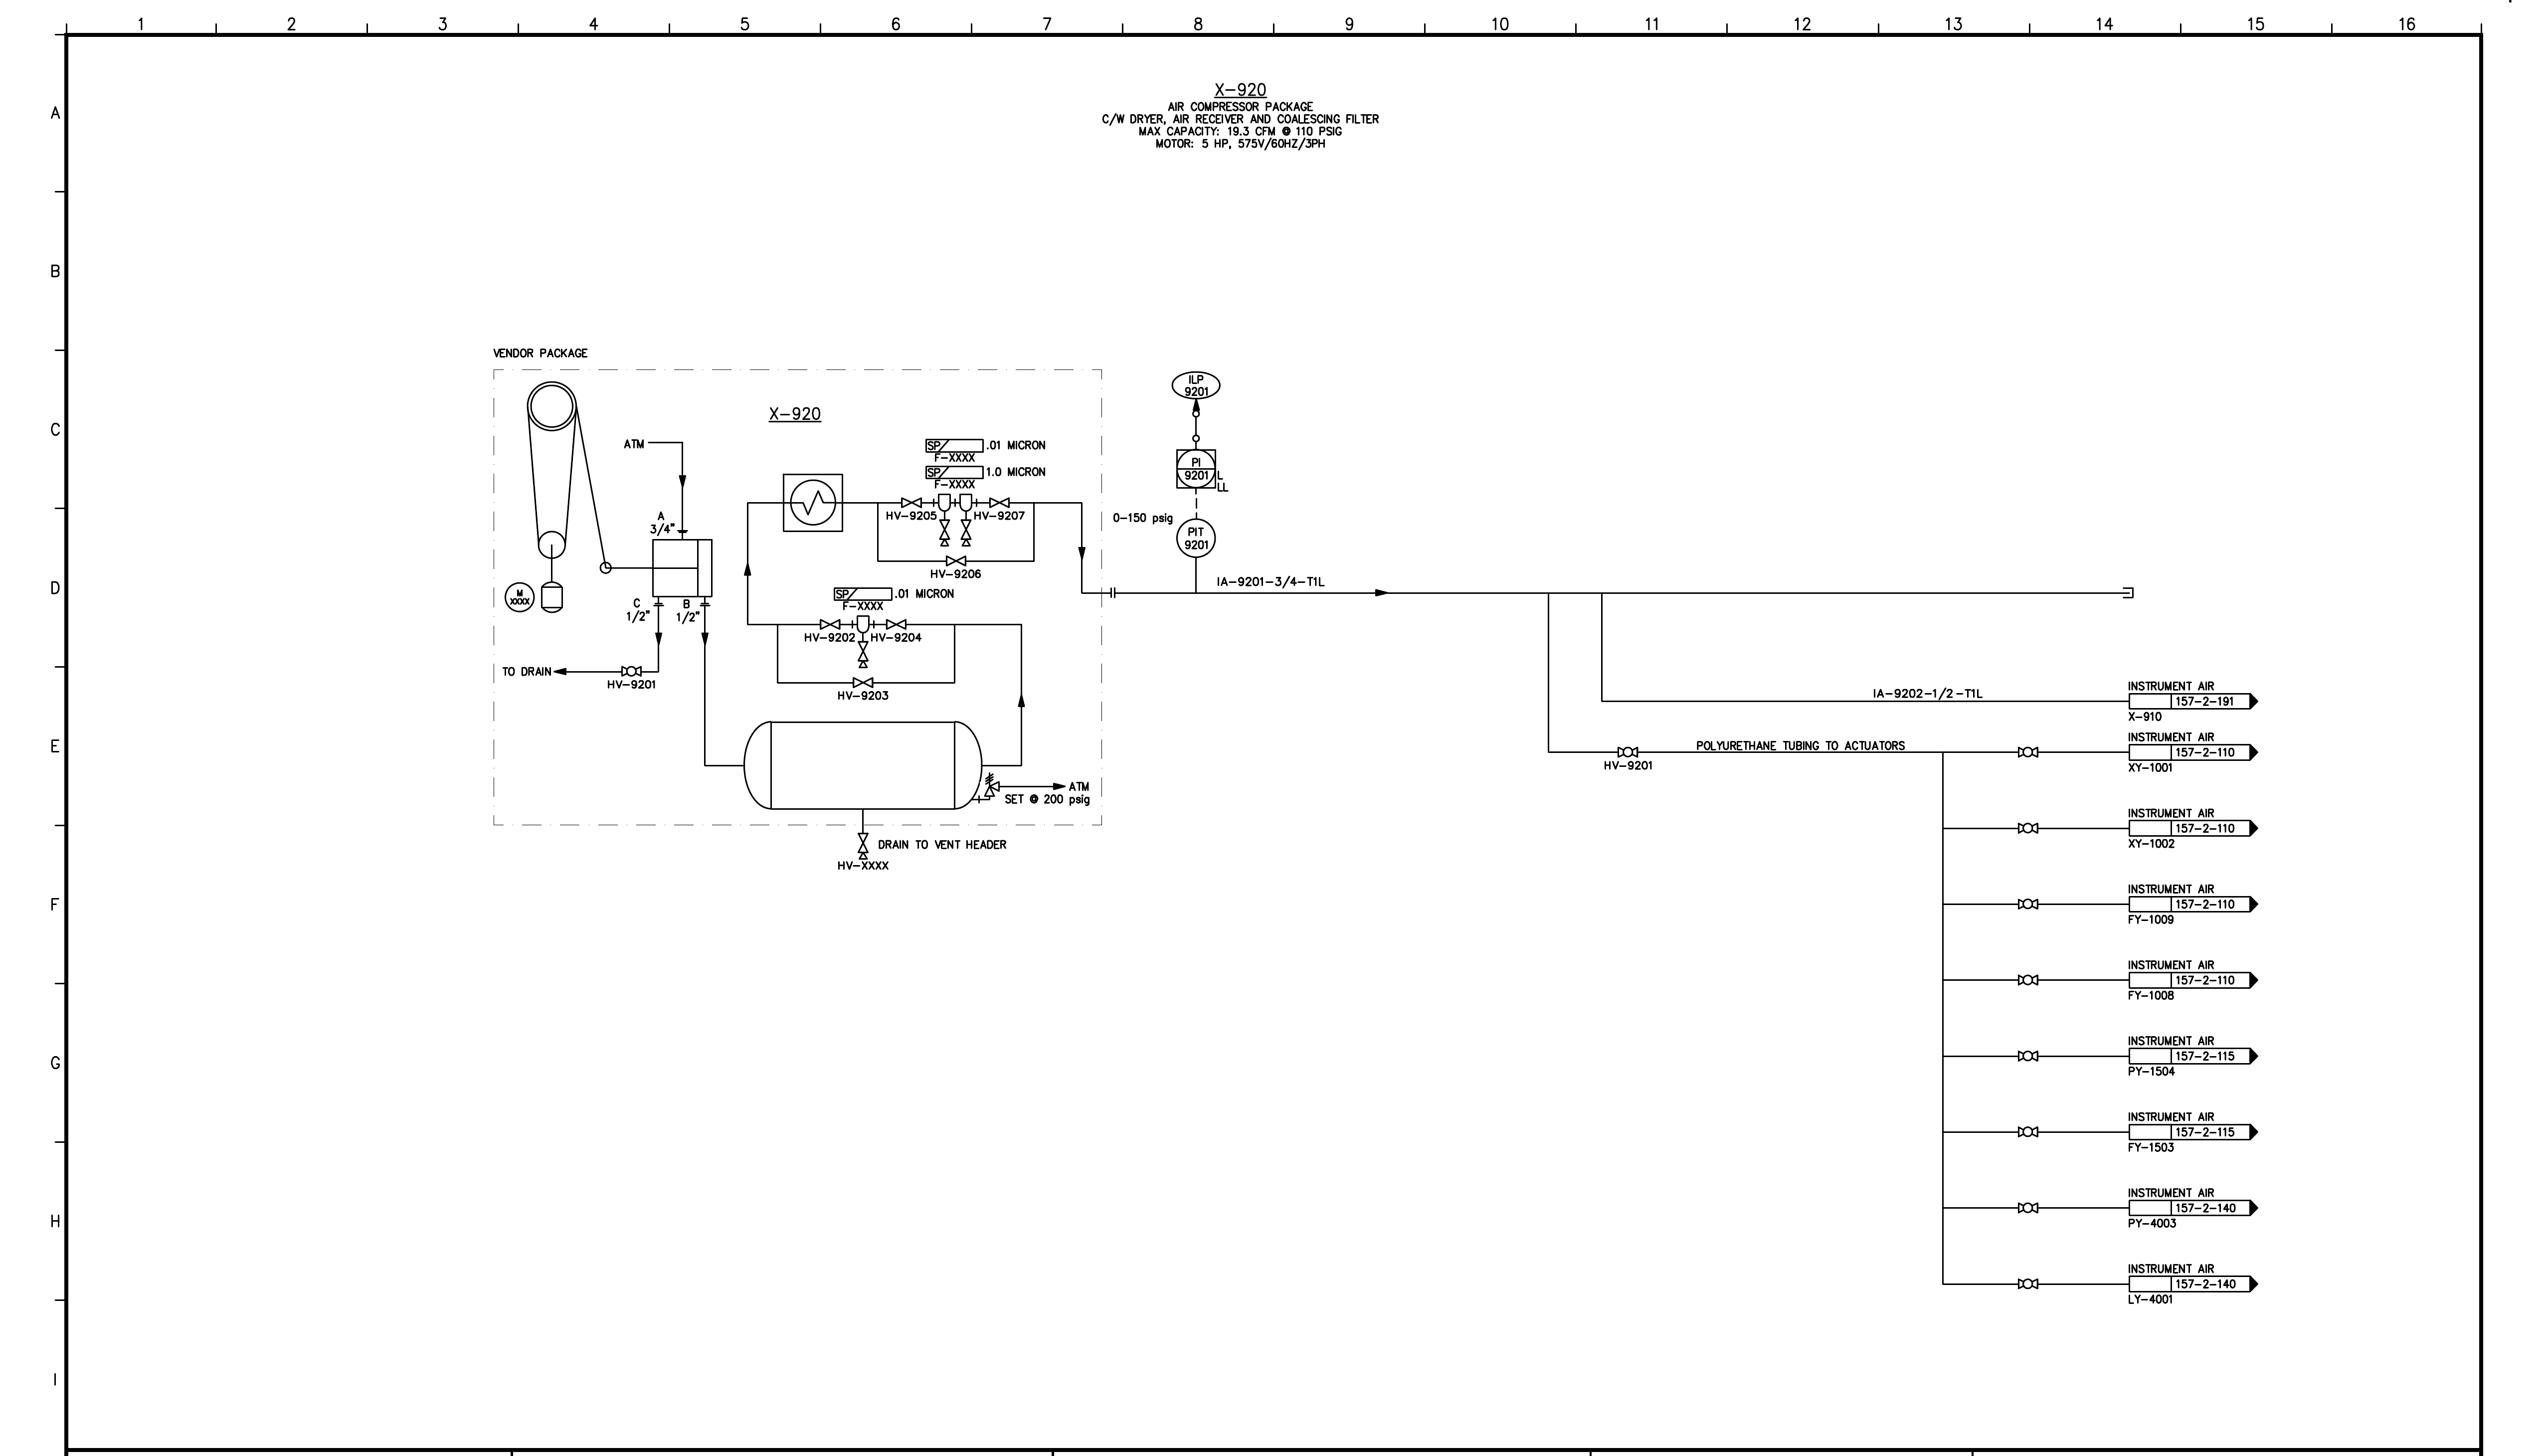 1 2 3 4 5 6 7 8 9 10 11 12 13 14 15 16
A
B
C
D
E
F
G
H
I
X-920
AIR COMPRESSOR PACKAGE
C/W DRYER, AIR RECEIVER AND COALESCING FILTER
MAX CAPACITY: 19.3 CFM @ 110 PSIG
MOTOR: 5 HP, 575V/60HZ/3PH
VENDOR PACKAGE
X-920
ATM
A
3/4"
M
XXXX
C
1/2"
B
1/2"
TO DRAIN
HV-9201
SP
.01 MICRON
F-XXXX
SP
1.0 MICRON
F-XXXX
HV-9205
HV-9207
HV-9206
SP
.01 MICRON
F-XXXX
HV-9202
HV-9204
HV-9203
ATM
SET @ 200 psig
DRAIN TO VENT HEADER
HV-XXXX
ILP
9201
PI
9201
L
LL
0-150 psig
PIT
9201
IA-9201-3/4-T1L
IA-9202-1/2-T1L
INSTRUMENT AIR
157-2-191
X-910
HV-9201
POLYURETHANE TUBING TO ACTUATORS
INSTRUMENT AIR
157-2-110
XY-1001
INSTRUMENT AIR
157-2-110
XY-1002
INSTRUMENT AIR
157-2-110
FY-1009
INSTRUMENT AIR
157-2-110
FY-1008
INSTRUMENT AIR
157-2-115
PY-1504
INSTRUMENT AIR
157-2-115
FY-1503
INSTRUMENT AIR
157-2-140
PY-4003
INSTRUMENT AIR
157-2-140
LY-4001